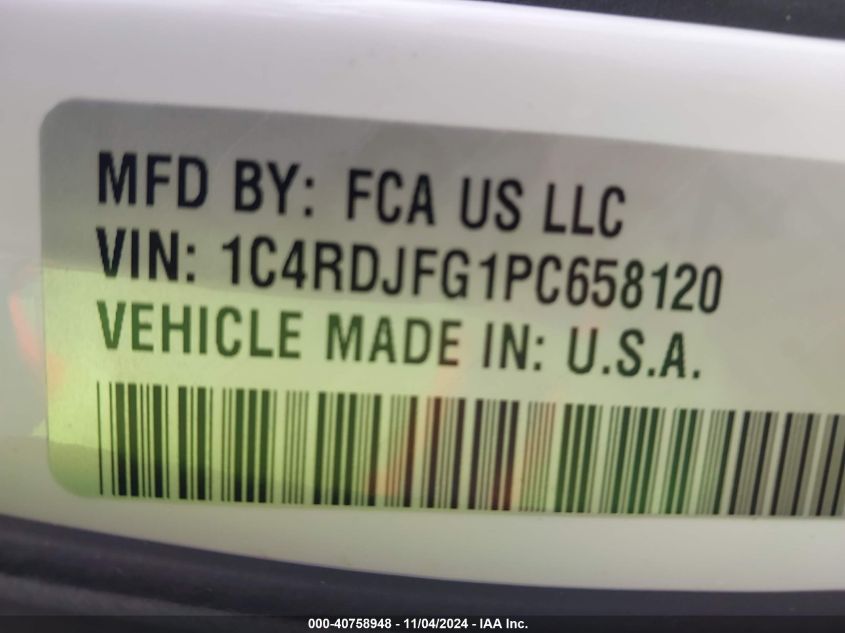 MFD BY: FCA US LLC
VIN: 1C4RDJFG1PC658120
VEHICLE MADE IN: U.S.A.
000-40758948 - 11/04/2024 - IAA Inc.